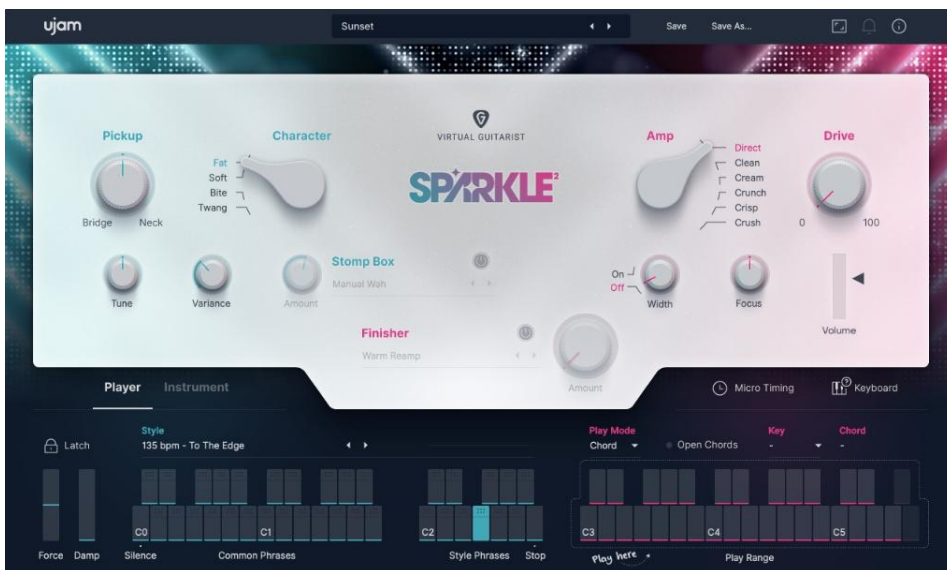 ujam
Sunset
Save
Save As...
Pickup
Character
VIRTUAL GUITARIST
Amp
Drive
Fat
Soft
Bite
Twang
SPARKLE²
Direct
Clean
Cream
Crunch
Crisp
Crush
Bridge
Neck
0
100
Stomp Box
Manual Wah
On
Off
Tune
Variance
Amount
Width
Focus
Finisher
Warm Reamp
Volume
Amount
Player
Instrument
Micro Timing
Keyboard
Latch
Style
135 bpm - To The Edge
Play Mode
Chord
Open Chords
Key
-
Chord
-
C0
C1
C2
C3
C4
C5
Force
Damp
Silence
Common Phrases
Style Phrases
Stop
Play here
Play Range